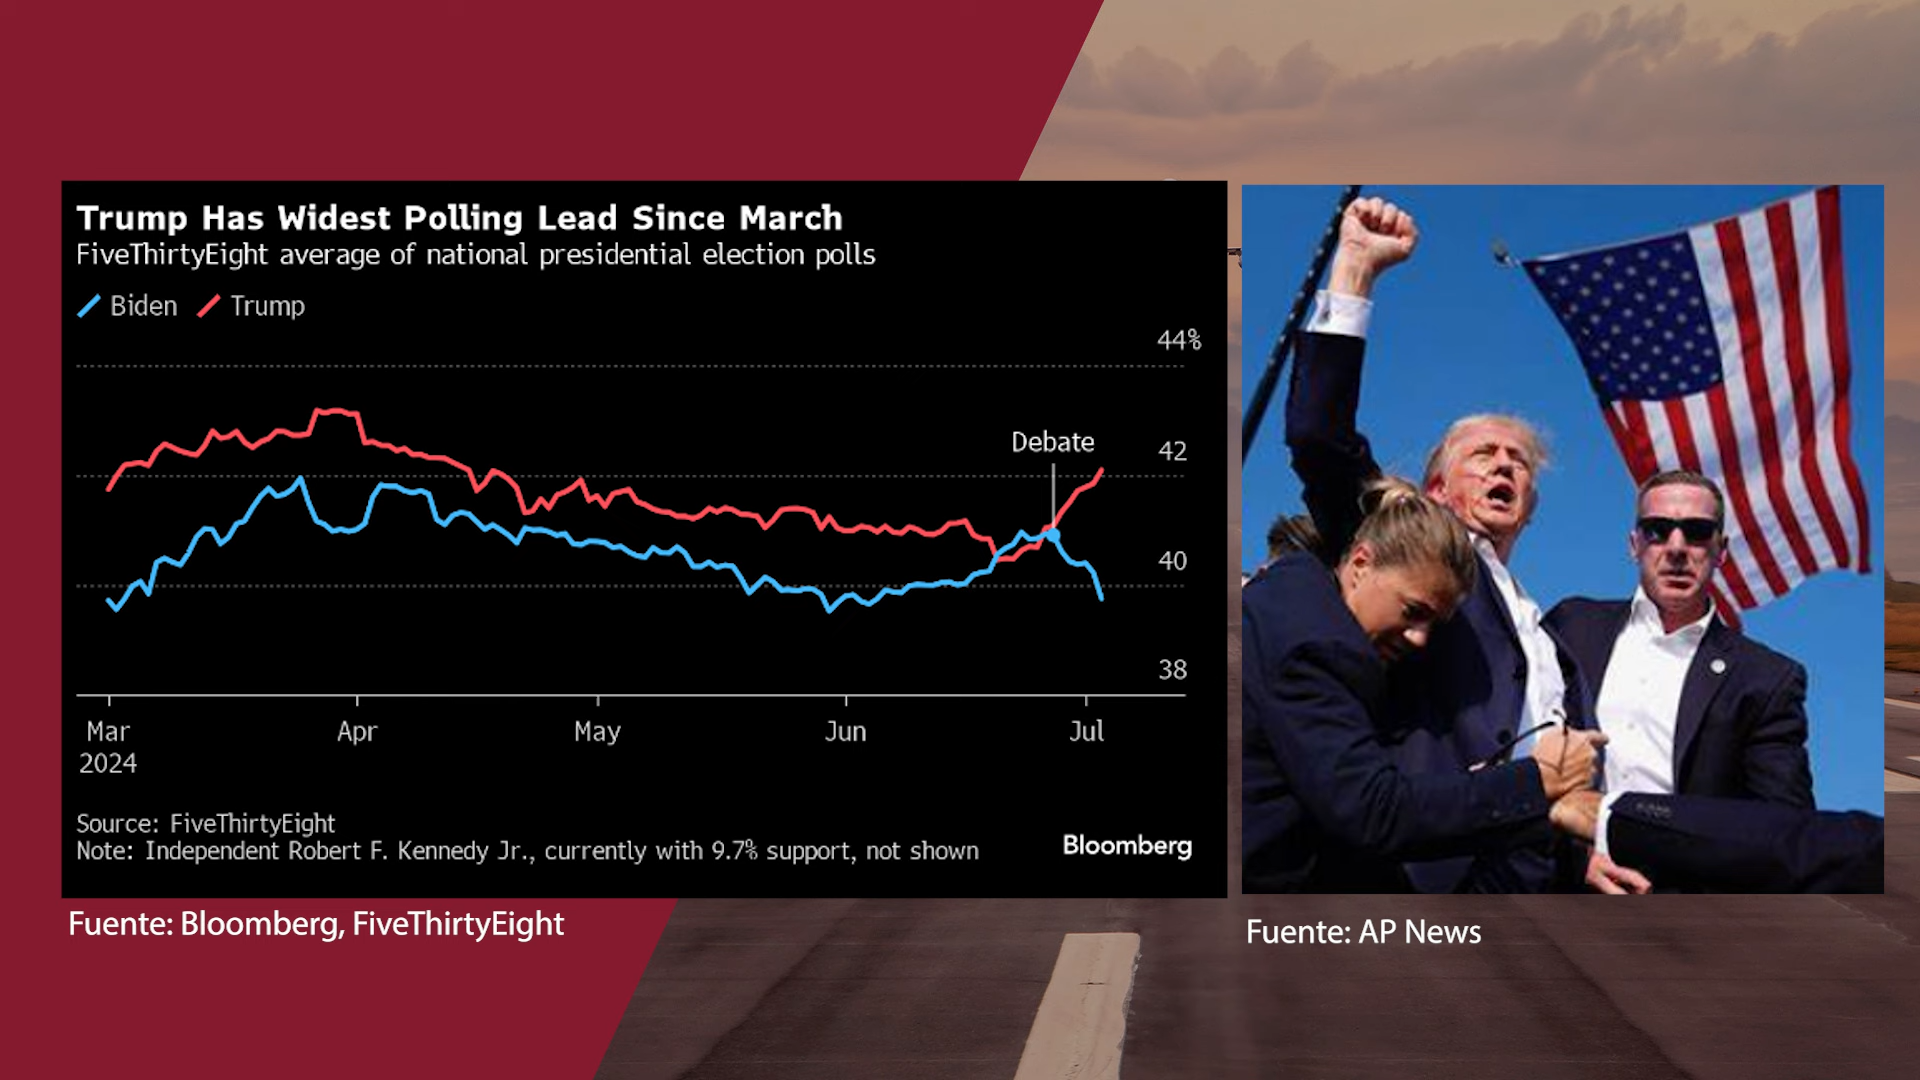 Trump Has Widest Polling Lead Since March
FiveThirtyEight average of national presidential election polls
Biden Trump
44%
Debate
42
40
38
Mar Apr May Jun Jul
2024
Source: FiveThirtyEight
Note: Independent Robert F. Kennedy Jr., currently with 9.7% support, not shown
Bloomberg
Fuente: Bloomberg, FiveThirtyEight
Fuente: AP News